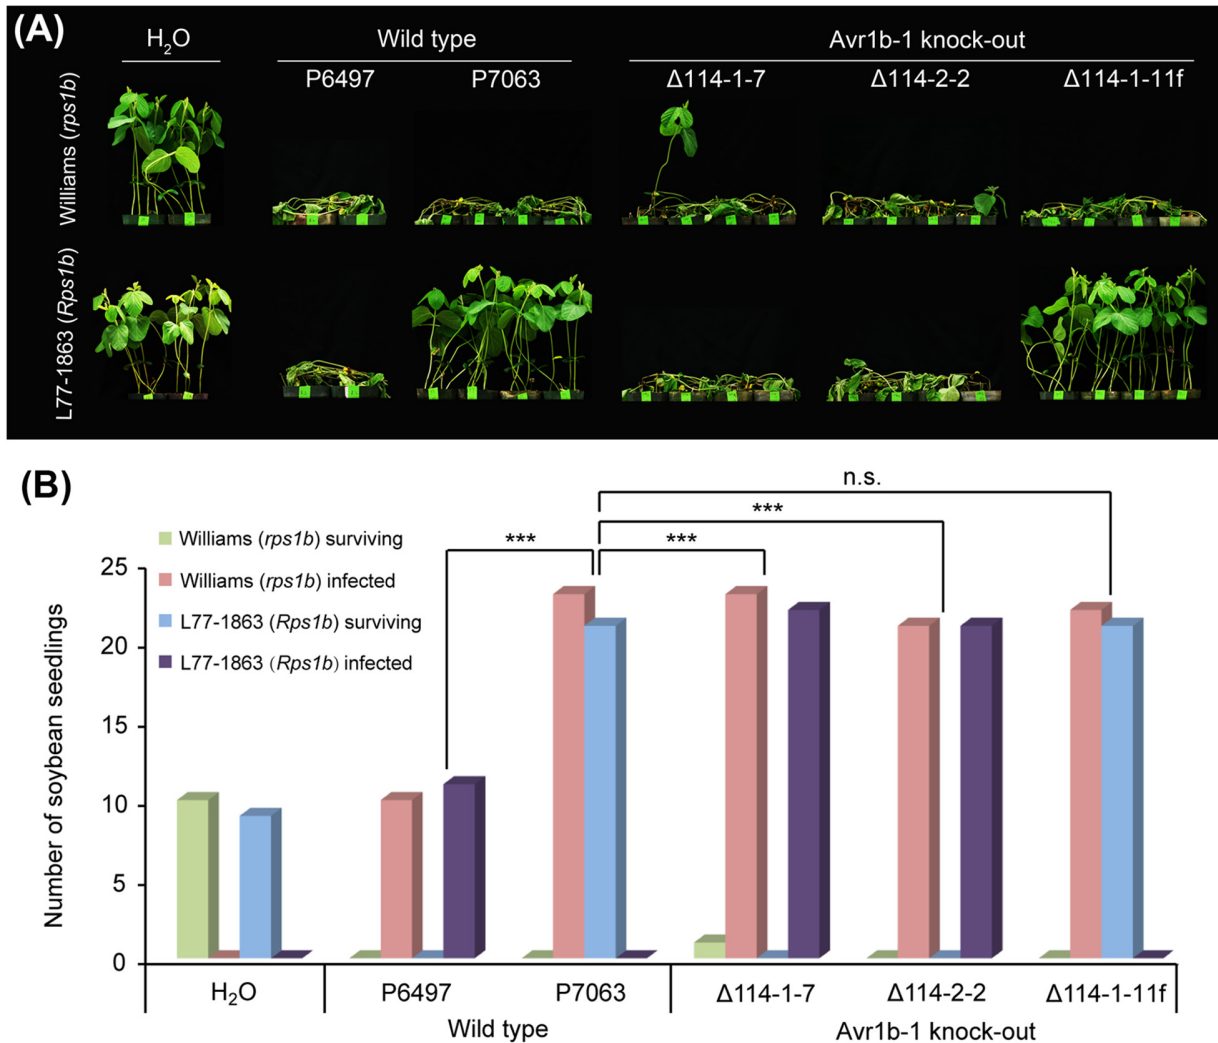 (A)
H2O
Wild type
Avr1b-1 knock-out
P6497
P7063
Δ114-1-7
Δ114-2-2
Δ114-1-11f
Williams (rps1b)
L77-1863 (Rps1b)
(B)
n.s.
***
***
***
Williams (rps1b) surviving
Williams (rps1b) infected
L77-1863 (Rps1b) surviving
L77-1863 (Rps1b) infected
Number of soybean seedlings
25
20
15
10
5
0
H2O
P6497
P7063
Δ114-1-7
Δ114-2-2
Δ114-1-11f
Wild type
Avr1b-1 knock-out